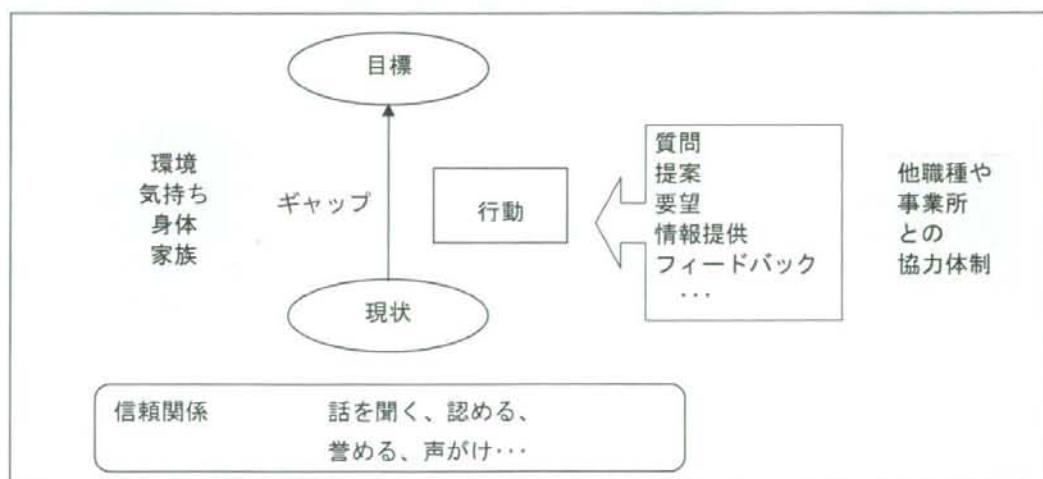 目標
環境
気持ち
身体
家族
ギャップ
行動
質問
提案
要望
情報提供
フィードバック
･･･
他職種や
事業所
との
協力体制
現状
信頼関係 話を聞く、認める、
誉める、声がけ･･･